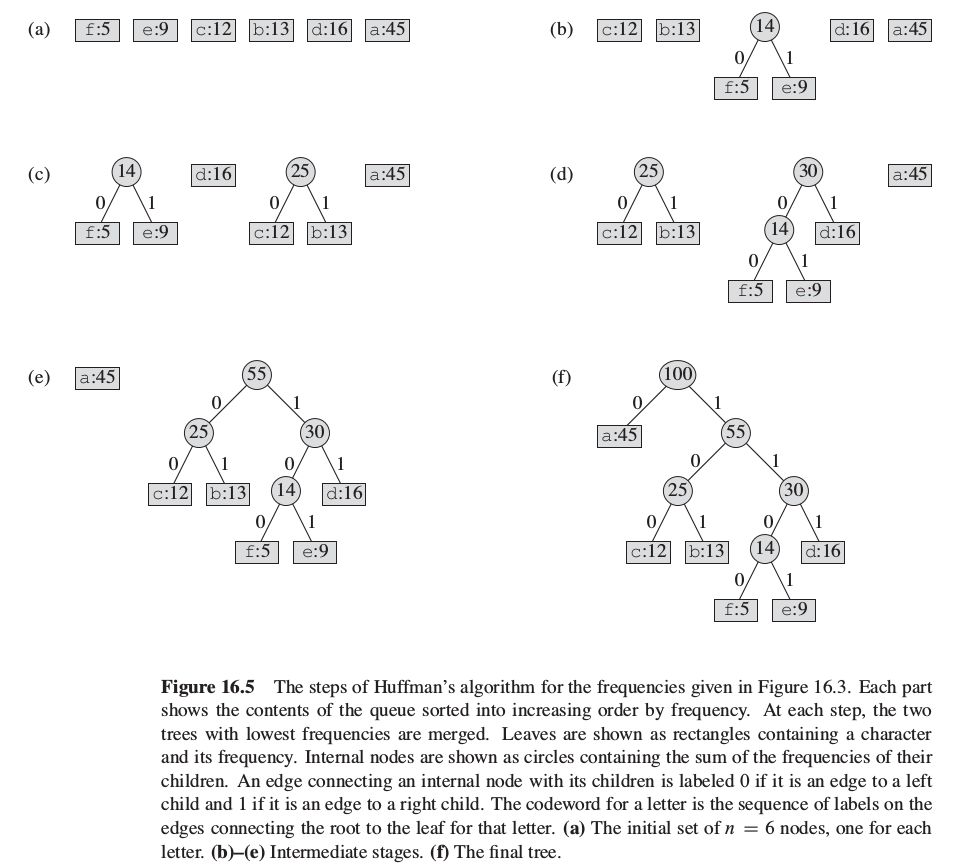 (a) f:5 e:9 c:12 b:13 d:16 a:45
(b) c:12 b:13 14 d:16 a:45
0 1
f:5 e:9
(c) 14 d:16 25 a:45
0 1 0 1
f:5 e:9 c:12 b:13
(d) 25 30 a:45
0 1 0 1
c:12 b:13 14 d:16
0 1
f:5 e:9
(e) a:45 55
0 1
25 30
0 1 0 1
c:12 b:13 14 d:16
0 1
f:5 e:9
(f) 100
0 1
a:45 55
0 1
25 30
0 1 0 1
c:12 b:13 14 d:16
0 1
f:5 e:9
Figure 16.5 The steps of Huffman's algorithm for the frequencies given in Figure 16.3. Each part
shows the contents of the queue sorted into increasing order by frequency. At each step, the two
trees with lowest frequencies are merged. Leaves are shown as rectangles containing a character
and its frequency. Internal nodes are shown as circles containing the sum of the frequencies of their
children. An edge connecting an internal node with its children is labeled 0 if it is an edge to a left
child and 1 if it is an edge to a right child. The codeword for a letter is the sequence of labels on the
edges connecting the root to the leaf for that letter. (a) The initial set of n = 6 nodes, one for each
letter. (b)–(e) Intermediate stages. (f) The final tree.